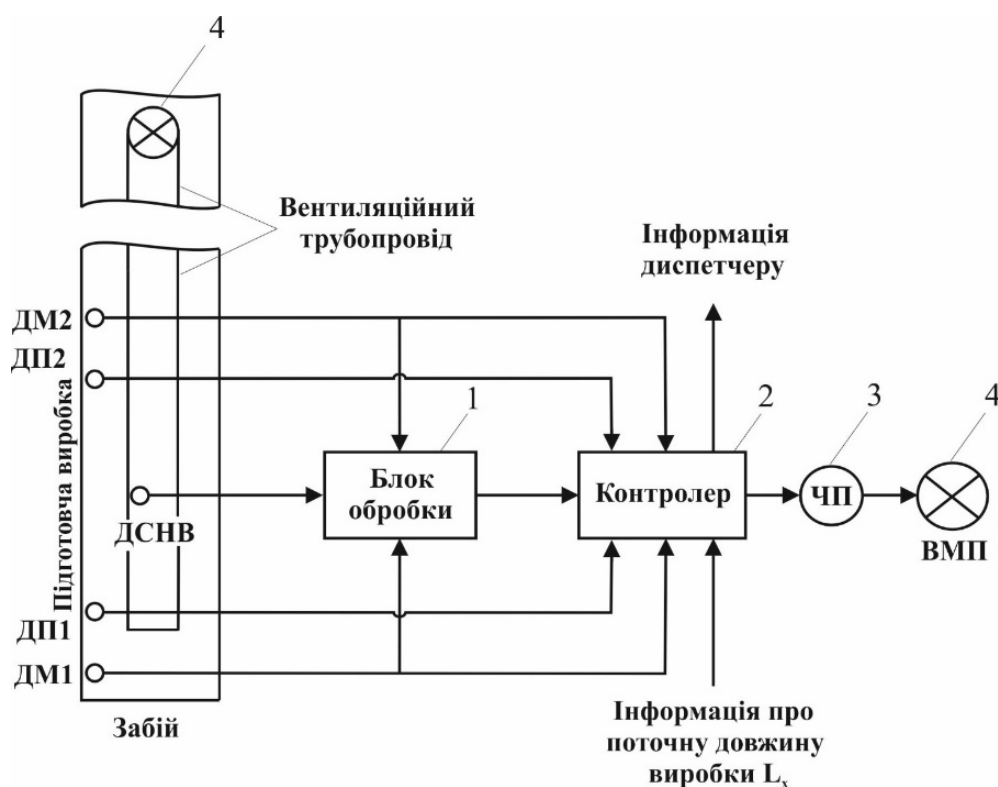 4
Вентиляційний
трубопровід
Інформація
диспетчеру
ДМ2
ДП2
Підготовча виробка
1
2
3
4
Блок
обробки
Контролер
ЧП
ВМП
ДСНВ
ДП1
ДМ1
Забій
Інформація про
поточну довжину
виробки Lₓ